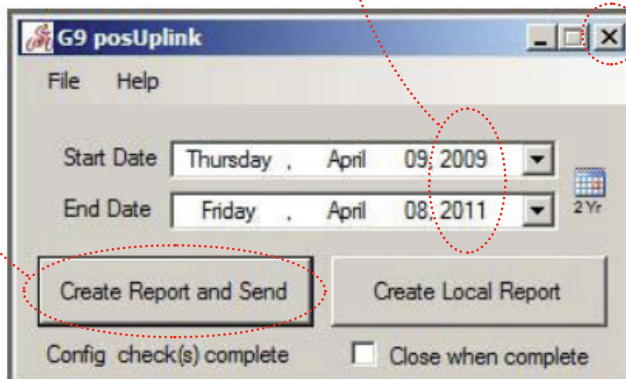 G9 posUplink
File Help
Start Date Thursday , April 09, 2009
End Date Friday , April 08, 2011
2 Yr
Create Report and Send Create Local Report
Config check(s) complete Close when complete